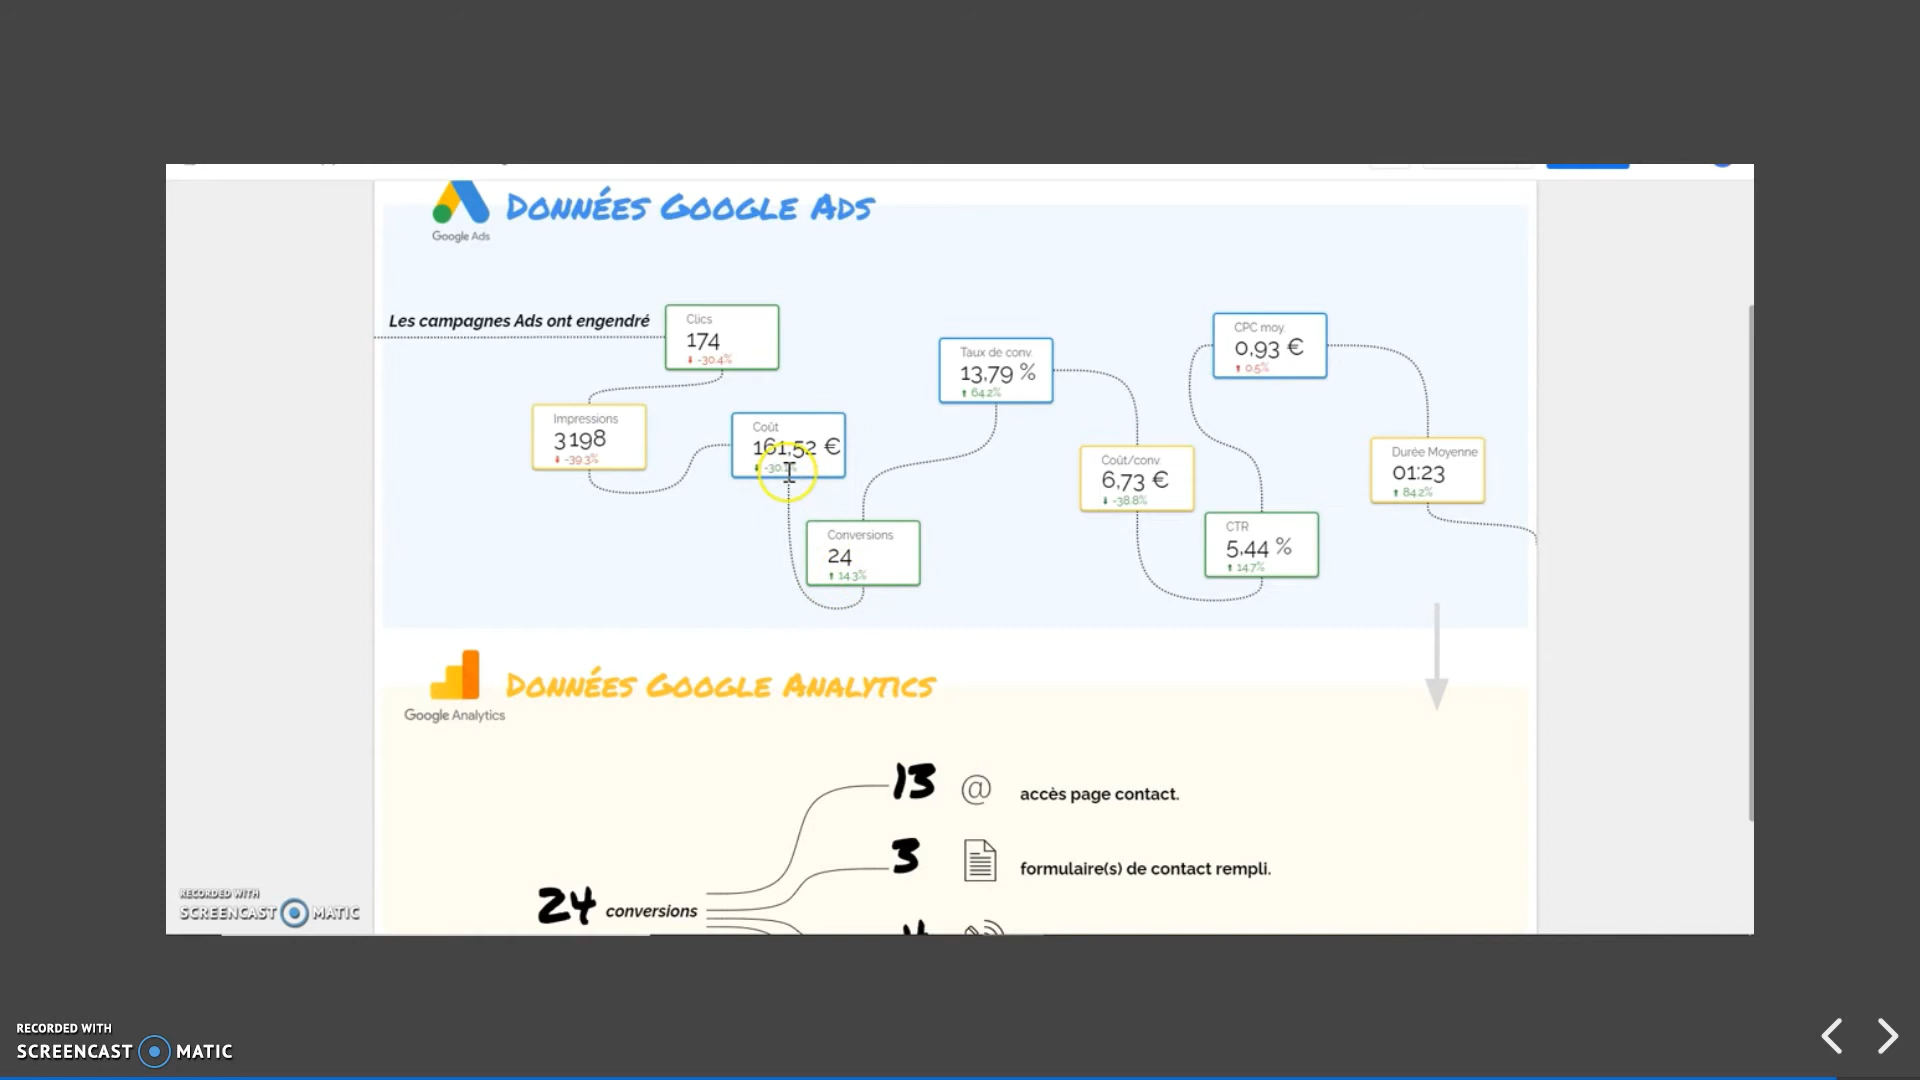 DONNÉES GOOGLE ADS
Google Ads
Les campagnes Ads ont engendré
Clics
174
-30.4%
Impressions
3 198
-39.3%
Coût
161,52 €
-30.1%
Conversions
24
14.3%
Taux de conv.
13,79 %
64.2%
Coût/conv.
6,73 €
-38.8%
CTR
5,44 %
14.7%
CPC moy.
0,93 €
0.5%
Durée Moyenne
01:23
84.2%
DONNÉES GOOGLE ANALYTICS
Google Analytics
13 @ accès page contact.
3 formulaire(s) de contact rempli.
24 conversions
RECORDED WITH
SCREENCAST MATIC
RECORDED WITH
SCREENCAST MATIC